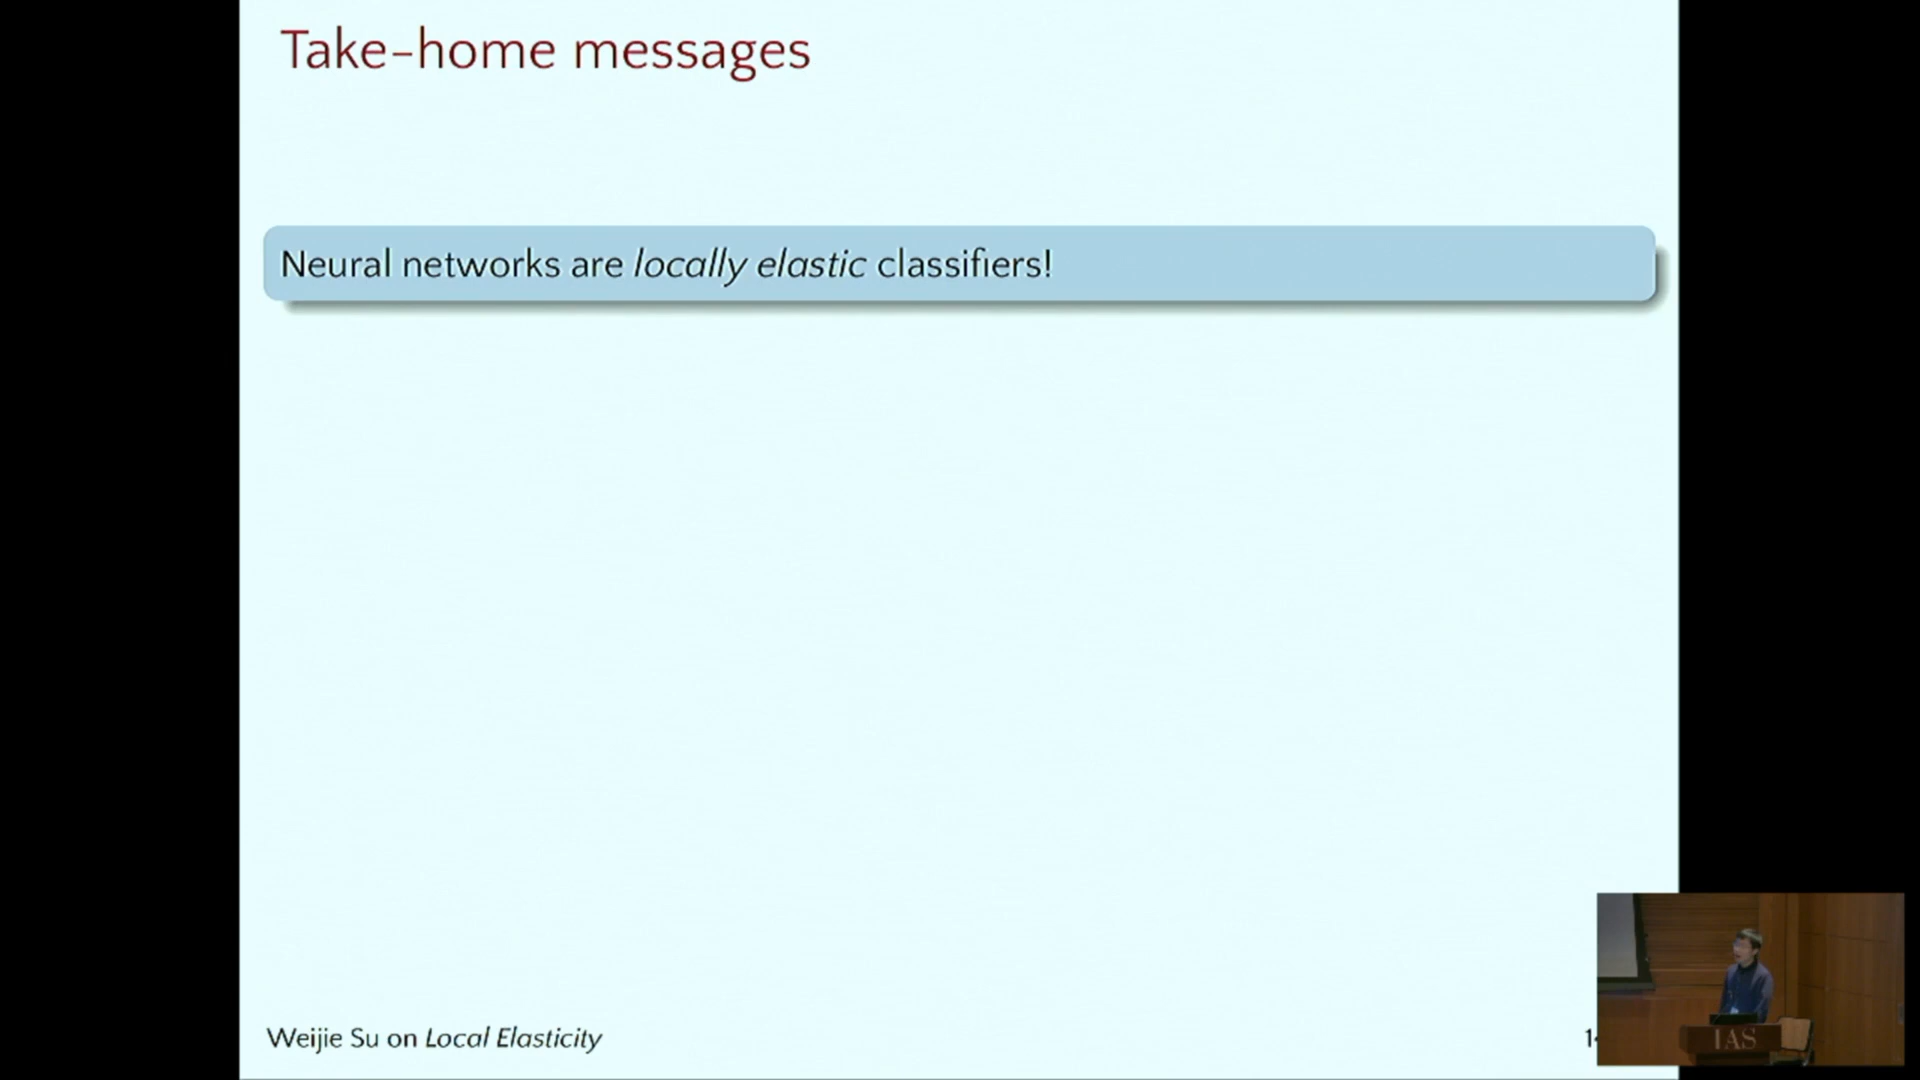 Take-home messages
Neural networks are locally elastic classifiers!
Weijie Su on Local Elasticity
IAS